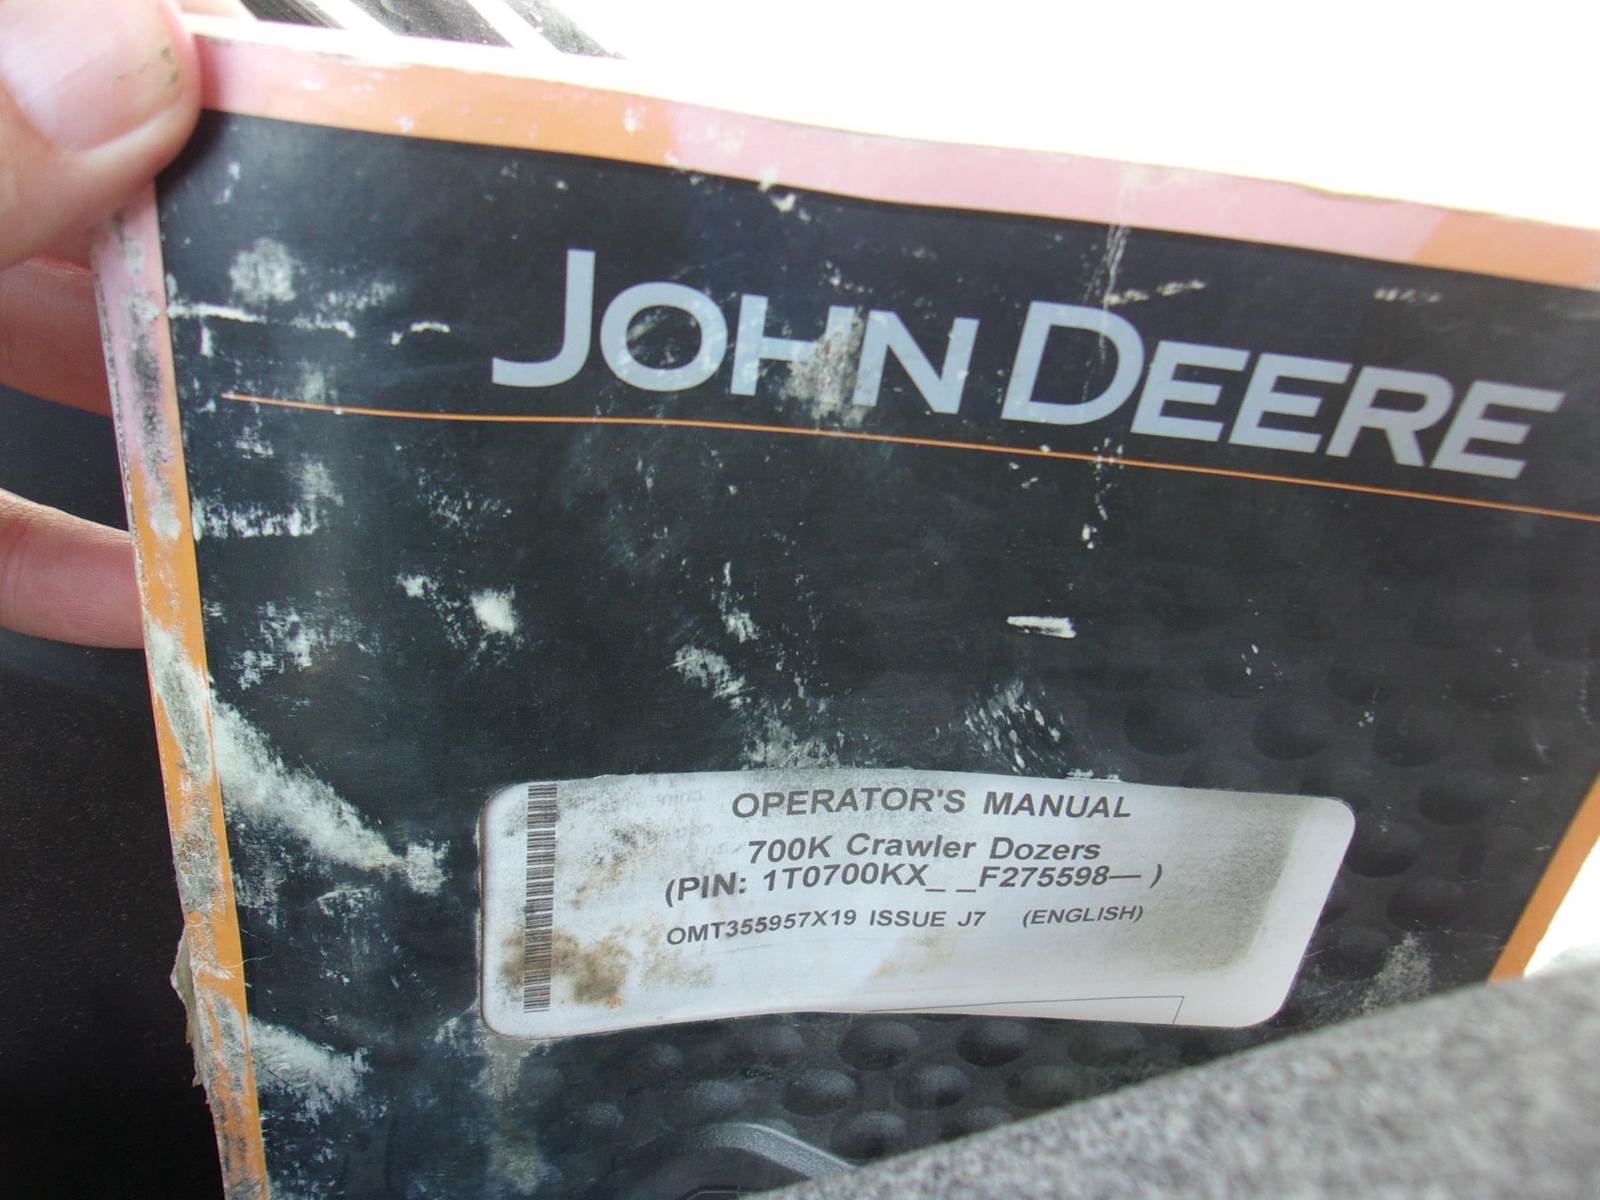 JOHN DEERE
OPERATOR'S MANUAL
700K Crawler Dozers
(PIN: 1T0700KX_ _F275598— )
OMT355957X19 ISSUE J7 (ENGLISH)